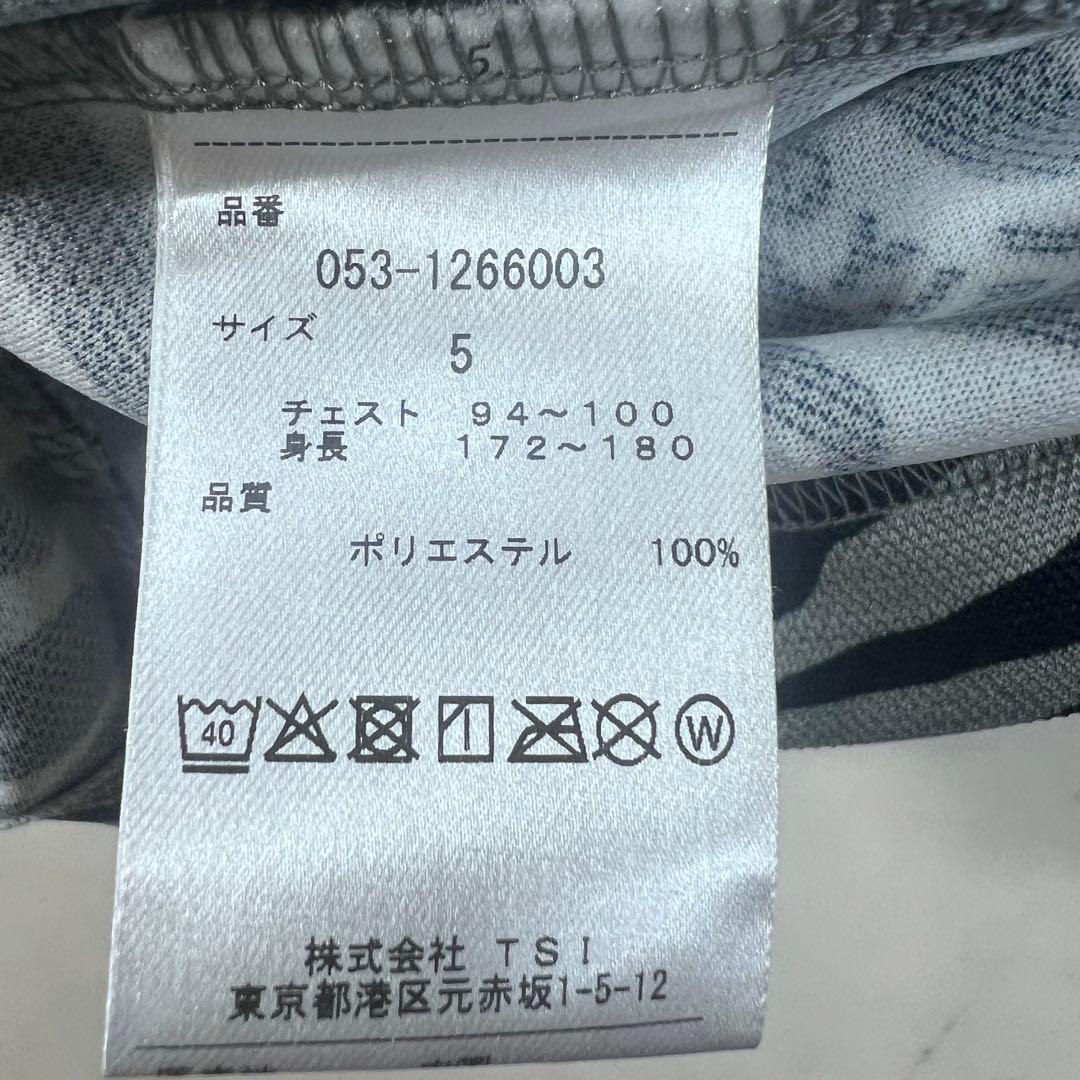 5
品番
053-1266003
サイズ
5
チェスト 94～100
身長 172～180
品質
ポリエステル 100%
40
W
株式会社 TSI
東京都港区元赤坂1-5-12